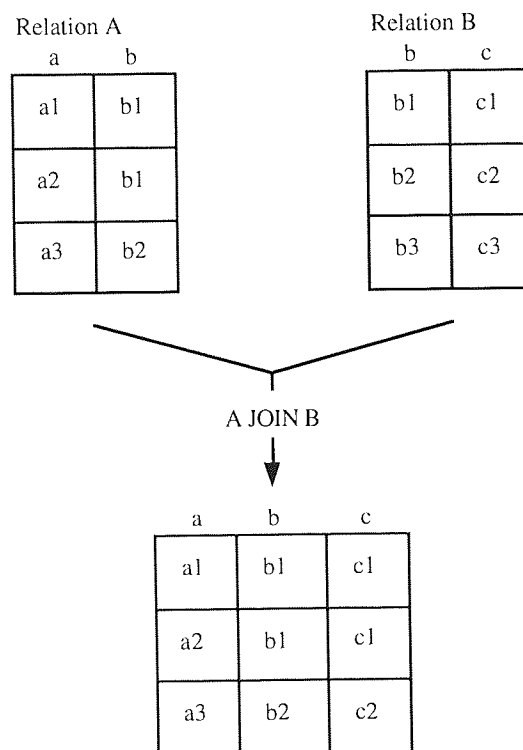 Relation A
a b
a1 b1
a2 b1
a3 b2
Relation B
b c
b1 c1
b2 c2
b3 c3
A JOIN B
a b c
a1 b1 c1
a2 b1 c1
a3 b2 c2